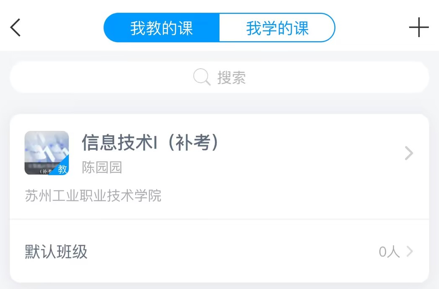 我教的课 我学的课
搜索
信息技术I（补考）
教
陈园园
苏州工业职业技术学院
默认班级 0人